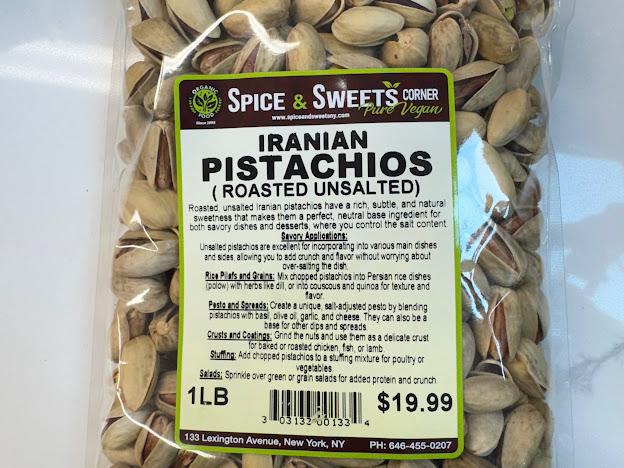 ORGANIC
FOOD
Since 2002
SPICE & SWEETS CORNER
Pure Vegan
www.spiceandsweetsny.com
IRANIAN
PISTACHIOS
( ROASTED UNSALTED)
Roasted, unsalted Iranian pistachios have a rich, subtle, and natural
sweetness that makes them a perfect, neutral base ingredient for
both savory dishes and desserts, where you control the salt content.
Savory Applications:
Unsalted pistachios are excellent for incorporating into various main dishes
and sides, allowing you to add crunch and flavor without worrying about
over-salting the dish.
Rice Pilafs and Grains: Mix chopped pistachios into Persian rice dishes
(polow) with herbs like dill, or into couscous and quinoa for texture and
flavor.
Pesto and Spreads: Create a unique, salt-adjusted pesto by blending
pistachios with basil, olive oil, garlic, and cheese. They can also be a
base for other dips and spreads.
Crusts and Coatings: Grind the nuts and use them as a delicate crust
for baked or roasted chicken, fish, or lamb.
Stuffing: Add chopped pistachios to a stuffing mixture for poultry or
vegetables.
Salads: Sprinkle over green or grain salads for added protein and crunch.
1LB
$19.99
3 03133 00133 4
133 Lexington Avenue, New York, NY PH: 646-455-0207